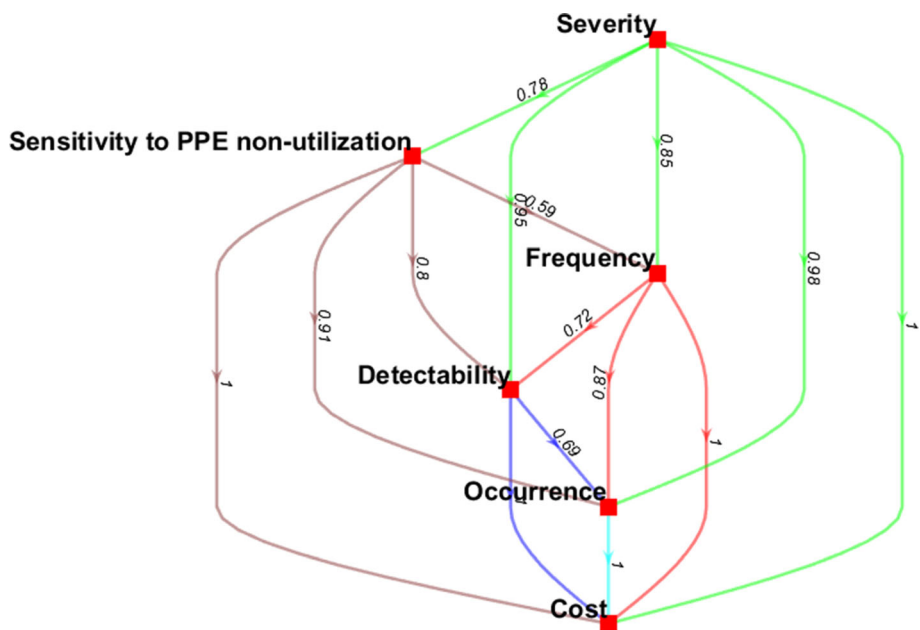 Severity
0.78
Sensitivity to PPE non-utilization
0.85
0.95
0.59
Frequency
0.8
0.98
0.91
0.72
1
Detectability
0.87
1
1
0.69
Occurrence
1
1
Cost